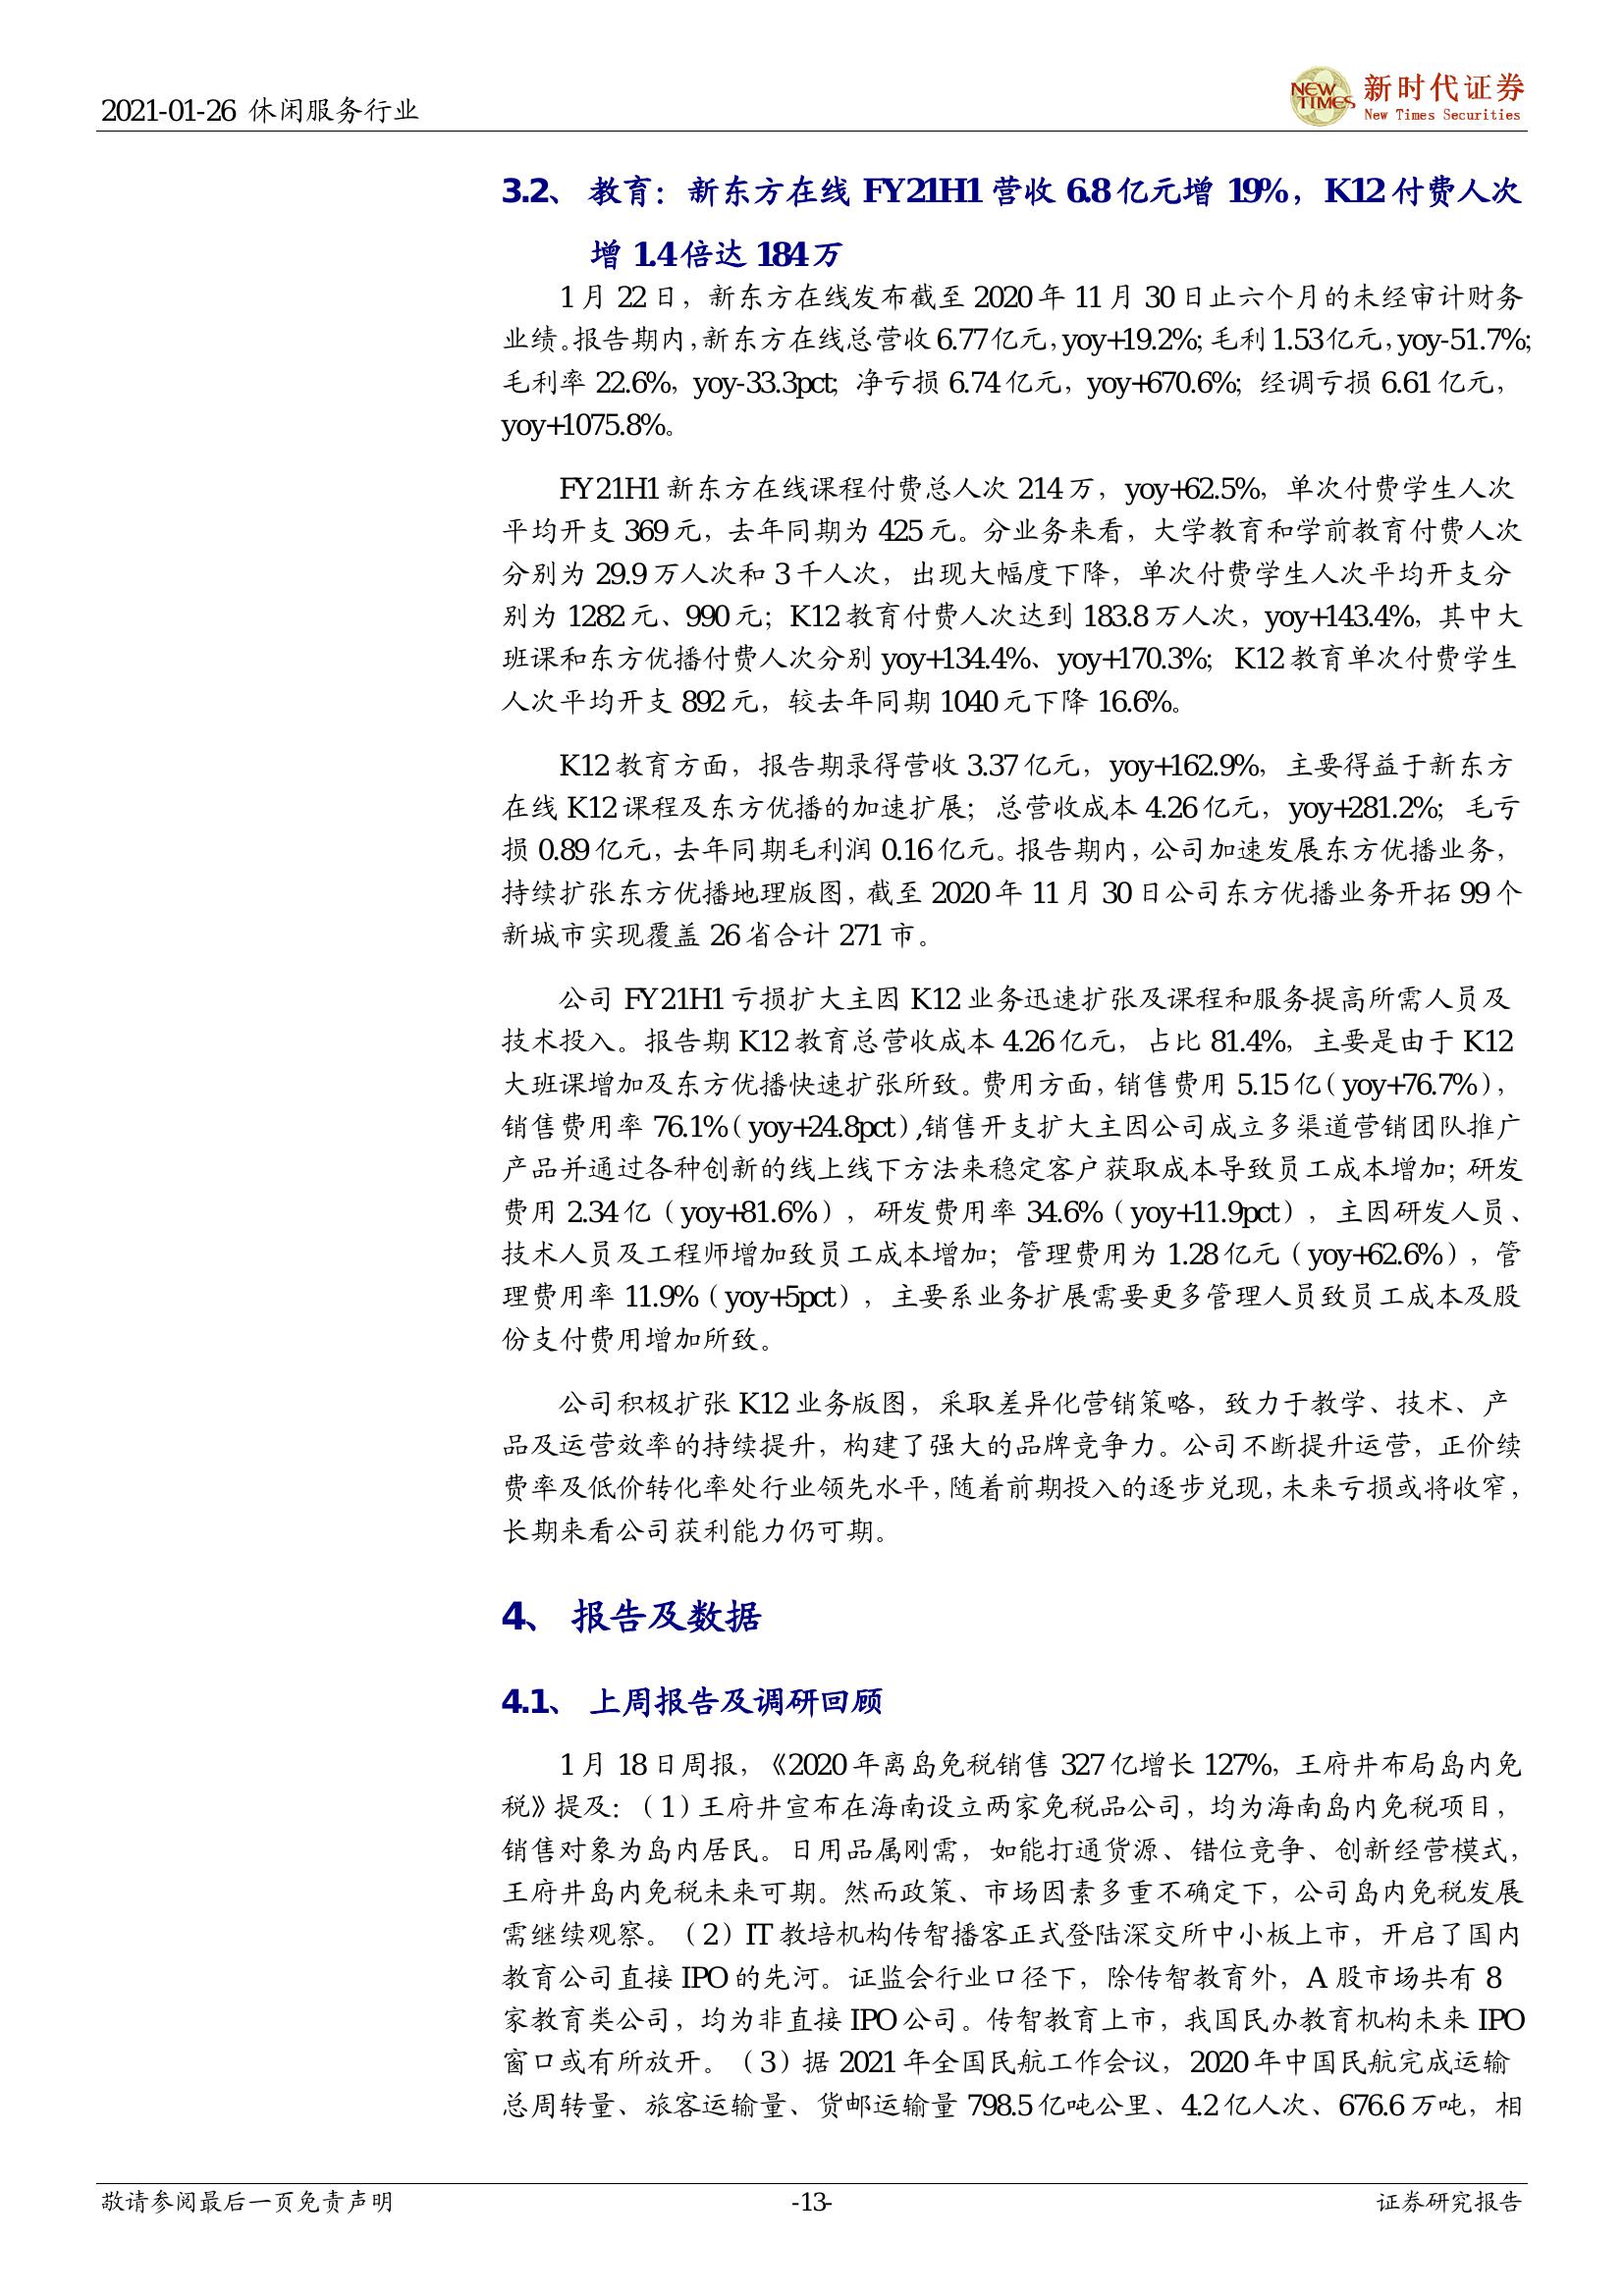 2021-01-26 休闲服务行业
NEW TIMES 新时代证券
New Times Securities
3.2、 教育：新东方在线 FY21H1 营收 6.8 亿元增 19%，K12 付费人次
增 1.4 倍达 184 万
1 月 22 日，新东方在线发布截至 2020 年 11 月 30 日止六个月的未经审计财务
业绩。报告期内，新东方在线总营收 6.77 亿元，yoy+19.2%；毛利 1.53 亿元，yoy-51.7%；
毛利率 22.6%，yoy-33.3pct；净亏损 6.74 亿元，yoy+670.6%；经调亏损 6.61 亿元，
yoy+1075.8%。
FY21H1 新东方在线课程付费总人次 214 万，yoy+62.5%，单次付费学生人次
平均开支 369 元，去年同期为 425 元。分业务来看，大学教育和学前教育付费人次
分别为 29.9 万人次和 3 千人次，出现大幅度下降，单次付费学生人次平均开支分
别为 1282 元、990 元；K12 教育付费人次达到 183.8 万人次，yoy+143.4%，其中大
班课和东方优播付费人次分别 yoy+134.4%、yoy+170.3%；K12 教育单次付费学生
人次平均开支 892 元，较去年同期 1040 元下降 16.6%。
K12 教育方面，报告期录得营收 3.37 亿元，yoy+162.9%，主要得益于新东方
在线 K12 课程及东方优播的加速扩展；总营收成本 4.26 亿元，yoy+281.2%；毛亏
损 0.89 亿元，去年同期毛利润 0.16 亿元。报告期内，公司加速发展东方优播业务，
持续扩张东方优播地理版图，截至 2020 年 11 月 30 日公司东方优播业务开拓 99 个
新城市实现覆盖 26 省合计 271 市。
公司 FY21H1 亏损扩大主因 K12 业务迅速扩张及课程和服务提高所需人员及
技术投入。报告期 K12 教育总营收成本 4.26 亿元，占比 81.4%，主要是由于 K12
大班课增加及东方优播快速扩张所致。费用方面，销售费用 5.15 亿（yoy+76.7%），
销售费用率 76.1%（yoy+24.8pct）,销售开支扩大主因公司成立多渠道营销团队推广
产品并通过各种创新的线上线下方法来稳定客户获取成本导致员工成本增加；研发
费用 2.34 亿（yoy+81.6%），研发费用率 34.6%（yoy+11.9pct），主因研发人员、
技术人员及工程师增加致员工成本增加；管理费用为 1.28 亿元（yoy+62.6%），管
理费用率 11.9%（yoy+5pct），主要系业务扩展需要更多管理人员致员工成本及股
份支付费用增加所致。
公司积极扩张 K12 业务版图，采取差异化营销策略，致力于教学、技术、产
品及运营效率的持续提升，构建了强大的品牌竞争力。公司不断提升运营，正价续
费率及低价转化率处行业领先水平，随着前期投入的逐步兑现，未来亏损或将收窄，
长期来看公司获利能力仍可期。
4、 报告及数据
4.1、 上周报告及调研回顾
1 月 18 日周报，《2020 年离岛免税销售 327 亿增长 127%，王府井布局岛内免
税》提及：（1）王府井宣布在海南设立两家免税品公司，均为海南岛内免税项目，
销售对象为岛内居民。日用品属刚需，如能打通货源、错位竞争、创新经营模式，
王府井岛内免税未来可期。然而政策、市场因素多重不确定下，公司岛内免税发展
需继续观察。（2）IT 教培机构传智播客正式登陆深交所中小板上市，开启了国内
教育公司直接 IPO 的先河。证监会行业口径下，除传智教育外，A 股市场共有 8
家教育类公司，均为非直接 IPO 公司。传智教育上市，我国民办教育机构未来 IPO
窗口或有所放开。（3）据 2021 年全国民航工作会议，2020 年中国民航完成运输
总周转量、旅客运输量、货邮运输量 798.5 亿吨公里、4.2 亿人次、676.6 万吨，相
敬请参阅最后一页免责声明 -13- 证券研究报告